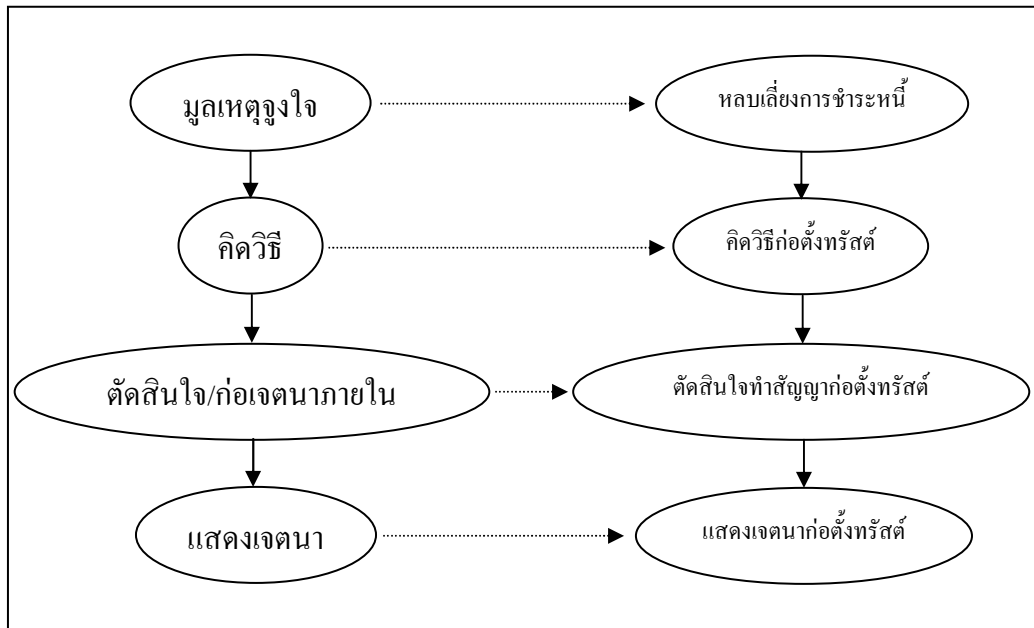 มูลเหตุจูงใจ
หลบเลี่ยงการชำระหนี้
คิดวิธี
คิดวิธีก่อตั้งทรัสต์
ตัดสินใจ/ก่อเจตนาภายใน
ตัดสินใจทำสัญญาก่อตั้งทรัสต์
แสดงเจตนา
แสดงเจตนาก่อตั้งทรัสต์